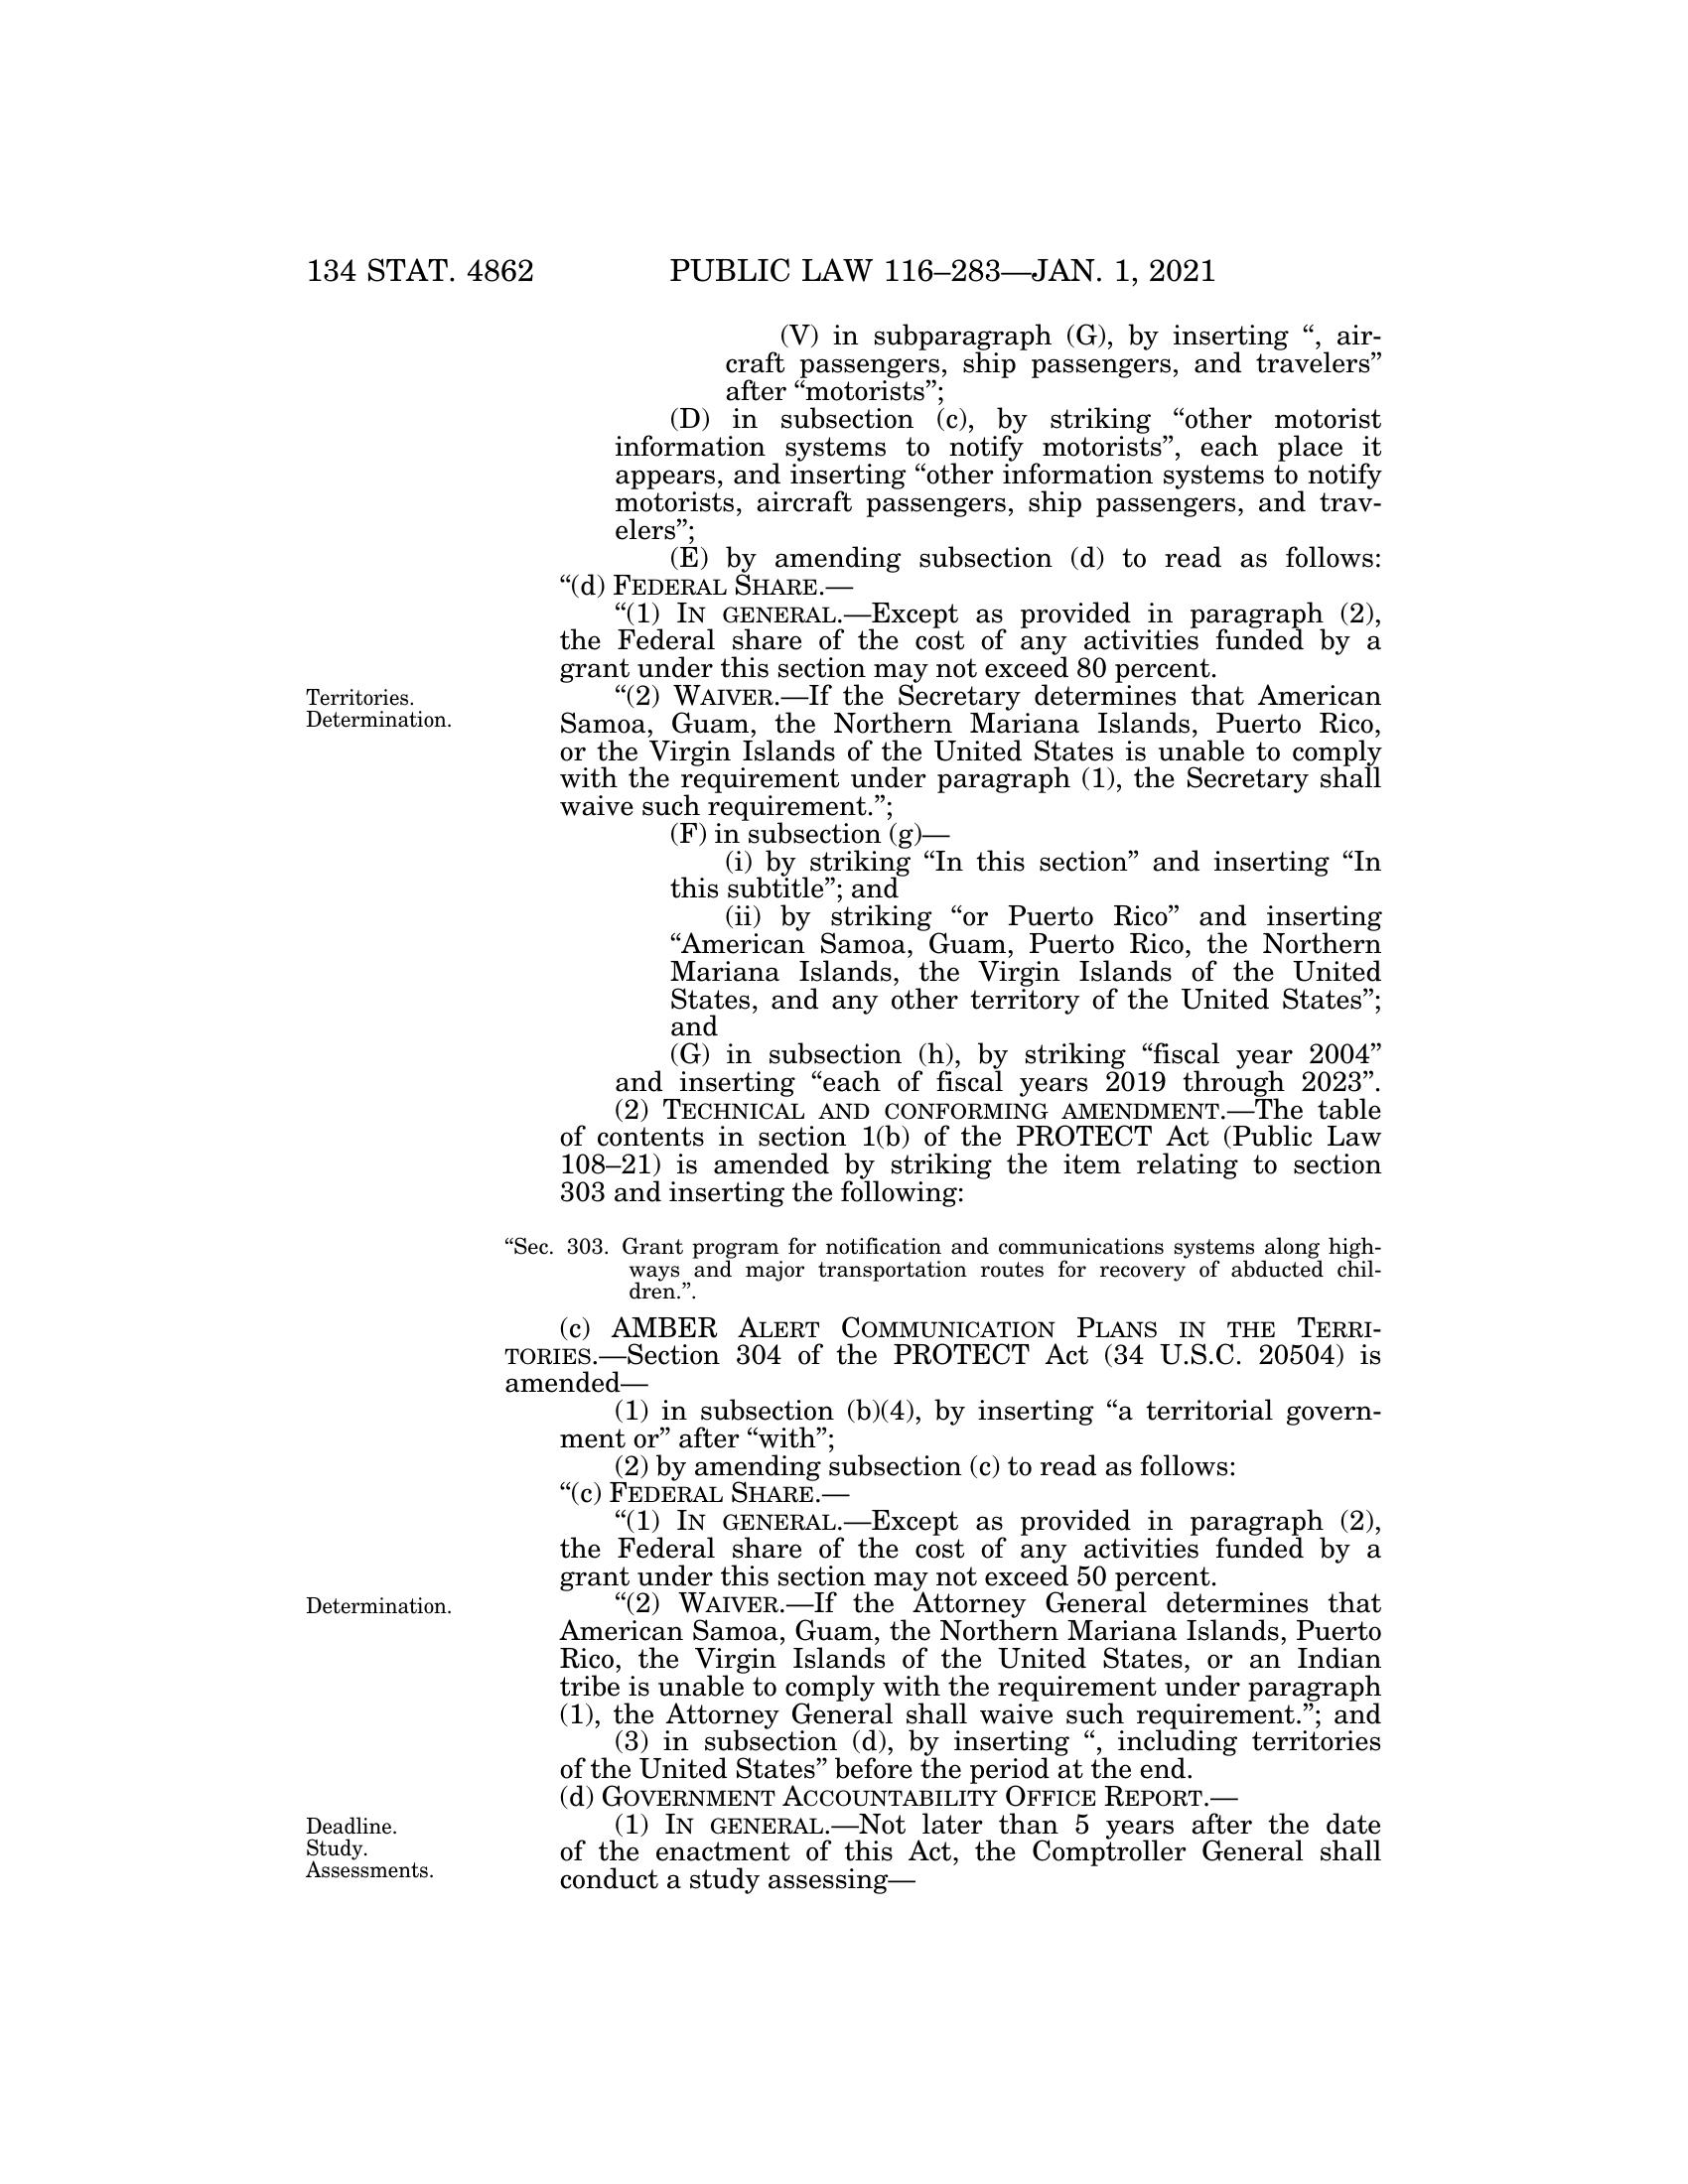 134 STAT. 4862 PUBLIC LAW 116–283—JAN. 1, 2021
(V) in subparagraph (G), by inserting “, air-
craft passengers, ship passengers, and travelers”
after “motorists”;
(D) in subsection (c), by striking “other motorist
information systems to notify motorists”, each place it
appears, and inserting “other information systems to notify
motorists, aircraft passengers, ship passengers, and trav-
elers”;
(E) by amending subsection (d) to read as follows:
“(d) FEDERAL SHARE.—
“(1) IN GENERAL.—Except as provided in paragraph (2),
the Federal share of the cost of any activities funded by a
grant under this section may not exceed 80 percent.
Territories.
Determination.
“(2) WAIVER.—If the Secretary determines that American
Samoa, Guam, the Northern Mariana Islands, Puerto Rico,
or the Virgin Islands of the United States is unable to comply
with the requirement under paragraph (1), the Secretary shall
waive such requirement.”;
(F) in subsection (g)—
(i) by striking “In this section” and inserting “In
this subtitle”; and
(ii) by striking “or Puerto Rico” and inserting
“American Samoa, Guam, Puerto Rico, the Northern
Mariana Islands, the Virgin Islands of the United
States, and any other territory of the United States”;
and
(G) in subsection (h), by striking “fiscal year 2004”
and inserting “each of fiscal years 2019 through 2023”.
(2) TECHNICAL AND CONFORMING AMENDMENT.—The table
of contents in section 1(b) of the PROTECT Act (Public Law
108–21) is amended by striking the item relating to section
303 and inserting the following:
“Sec. 303. Grant program for notification and communications systems along high-
ways and major transportation routes for recovery of abducted chil-
dren.”.
(c) AMBER ALERT COMMUNICATION PLANS IN THE TERRI-
TORIES.—Section 304 of the PROTECT Act (34 U.S.C. 20504) is
amended—
(1) in subsection (b)(4), by inserting “a territorial govern-
ment or” after “with”;
(2) by amending subsection (c) to read as follows:
“(c) FEDERAL SHARE.—
“(1) IN GENERAL.—Except as provided in paragraph (2),
the Federal share of the cost of any activities funded by a
grant under this section may not exceed 50 percent.
Determination.
“(2) WAIVER.—If the Attorney General determines that
American Samoa, Guam, the Northern Mariana Islands, Puerto
Rico, the Virgin Islands of the United States, or an Indian
tribe is unable to comply with the requirement under paragraph
(1), the Attorney General shall waive such requirement.”; and
(3) in subsection (d), by inserting “, including territories
of the United States” before the period at the end.
(d) GOVERNMENT ACCOUNTABILITY OFFICE REPORT.—
Deadline.
Study.
Assessments.
(1) IN GENERAL.—Not later than 5 years after the date
of the enactment of this Act, the Comptroller General shall
conduct a study assessing—